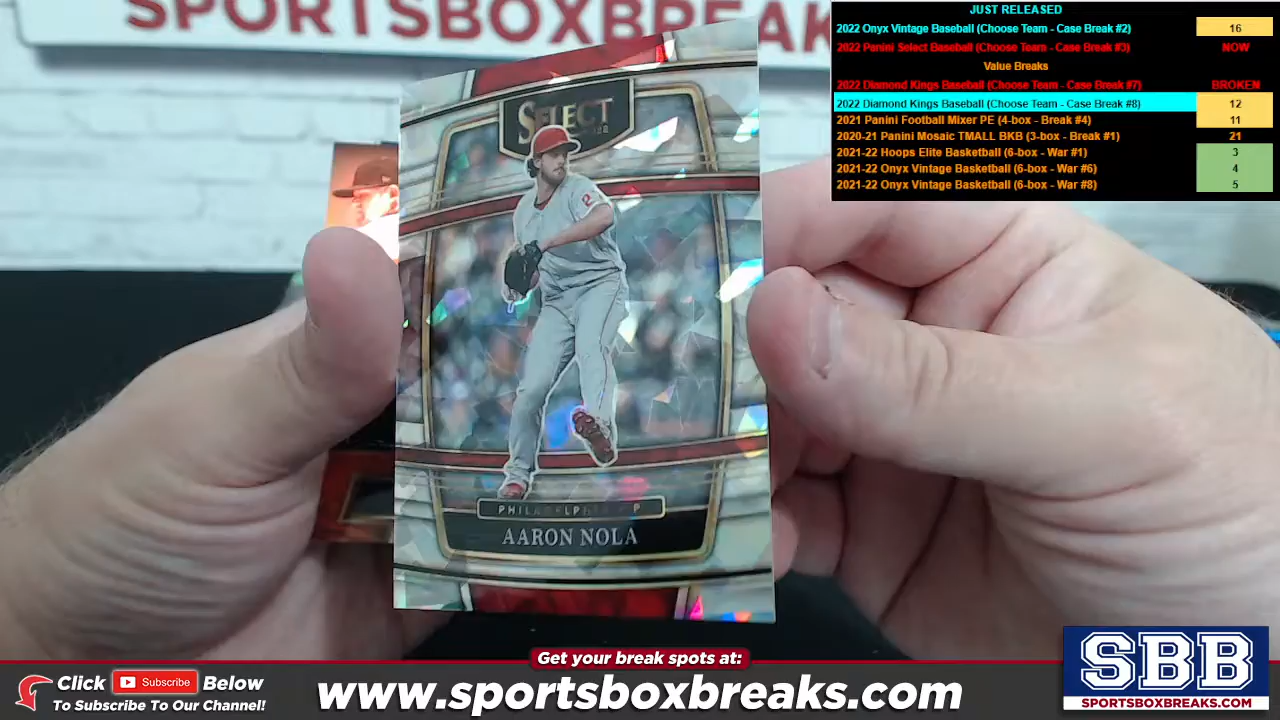 SPORTSBOXBREAKS
JUST RELEASED
2022 Onyx Vintage Baseball (Choose Team - Case Break #2) 16
2022 Panini Select Baseball (Choose Team - Case Break #3) NOW
Value Breaks
2022 Diamond Kings Baseball (Choose Team - Case Break #7) BROKEN
2022 Diamond Kings Baseball (Choose Team - Case Break #8) 12
2021 Panini Football Mixer PE (4-box - Break #4) 11
2020-21 Panini Mosaic TMALL BKB (3-box - Break #1) 21
2021-22 Hoops Elite Basketball (6-box - War #1) 3
2021-22 Onyx Vintage Basketball (6-box - War #6) 4
2021-22 Onyx Vintage Basketball (6-box - War #8) 5
SELECT
2
AARON NOLA
Get your break spots at:
Click Subscribe Below
To Subscribe To Our Channel!
www.sportsboxbreaks.com
SBB
SPORTSBOXBREAKS.COM